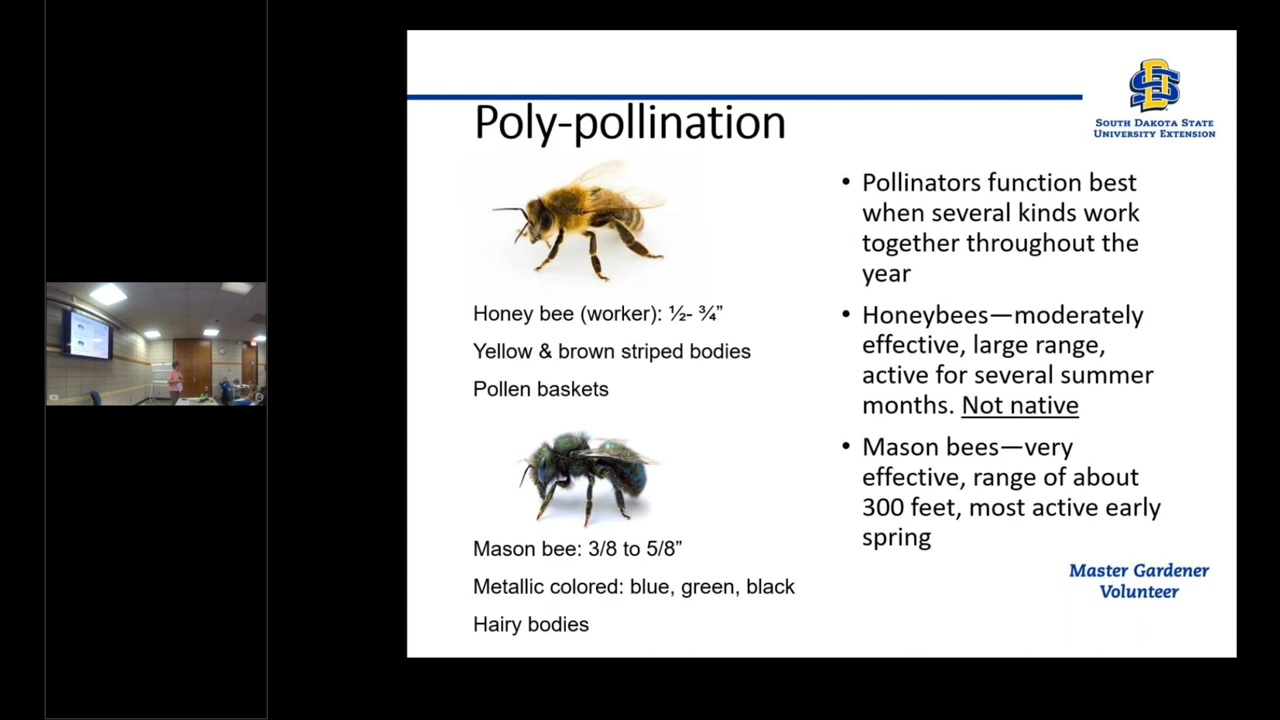 Poly-pollination
SOUTH DAKOTA STATE
UNIVERSITY EXTENSION
Honey bee (worker): ½- ¾”
Yellow & brown striped bodies
Pollen baskets
Mason bee: 3/8 to 5/8”
Metallic colored: blue, green, black
Hairy bodies
• Pollinators function best
when several kinds work
together throughout the
year
• Honeybees—moderately
effective, large range,
active for several summer
months. Not native
• Mason bees—very
effective, range of about
300 feet, most active early
spring
Master Gardener
Volunteer